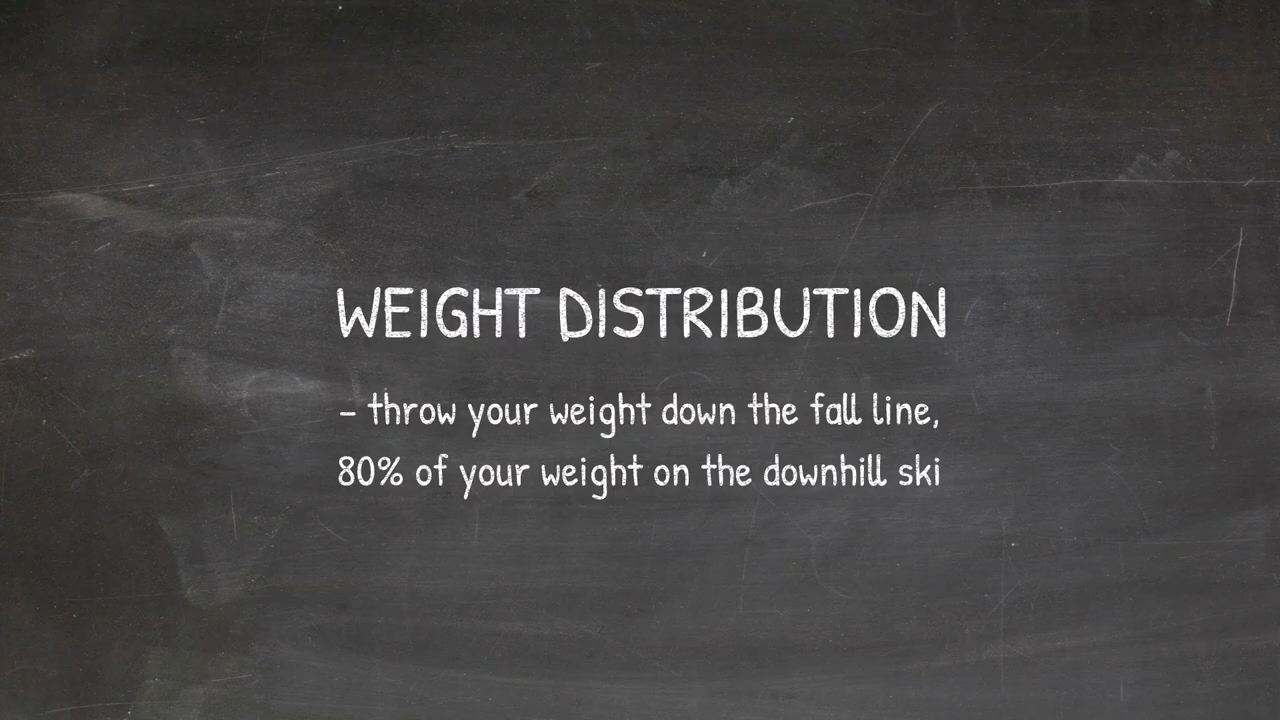 WEIGHT DISTRIBUTION
- throw your weight down the fall line,
80% of your weight on the downhill ski